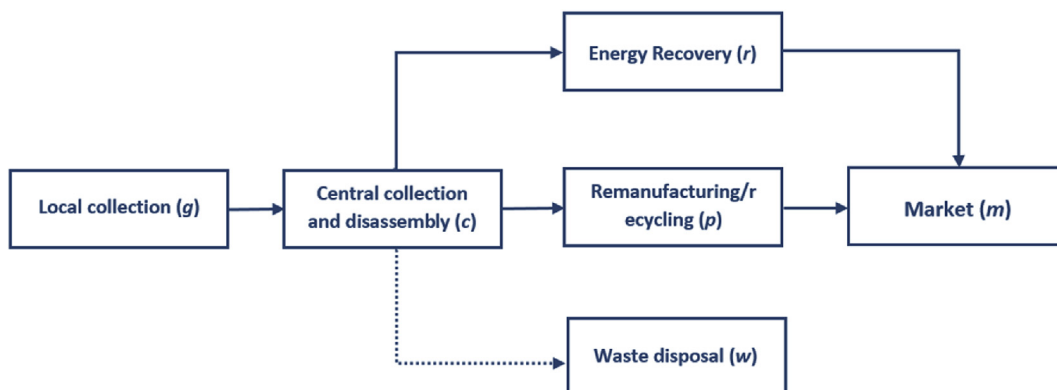 Energy Recovery (r)
Local collection (g)
Central collection
and disassembly (c)
Remanufacturing/r
ecycling (p)
Market (m)
Waste disposal (w)